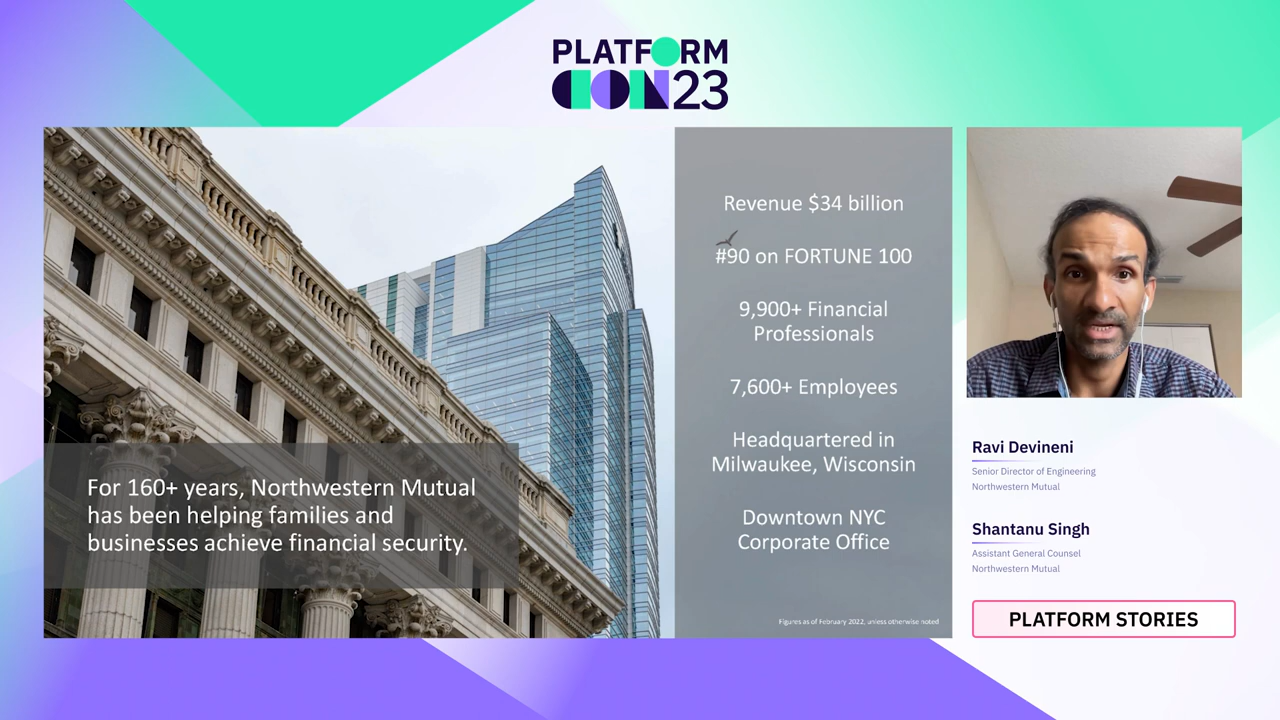 PLATFORM
CON23
For 160+ years, Northwestern Mutual
has been helping families and
businesses achieve financial security.
Revenue $34 billion
#90 on FORTUNE 100
9,900+ Financial
Professionals
7,600+ Employees
Headquartered in
Milwaukee, Wisconsin
Downtown NYC
Corporate Office
Figures as of February 2022, unless otherwise noted
Ravi Devineni
Senior Director of Engineering
Northwestern Mutual
Shantanu Singh
Assistant General Counsel
Northwestern Mutual
PLATFORM STORIES